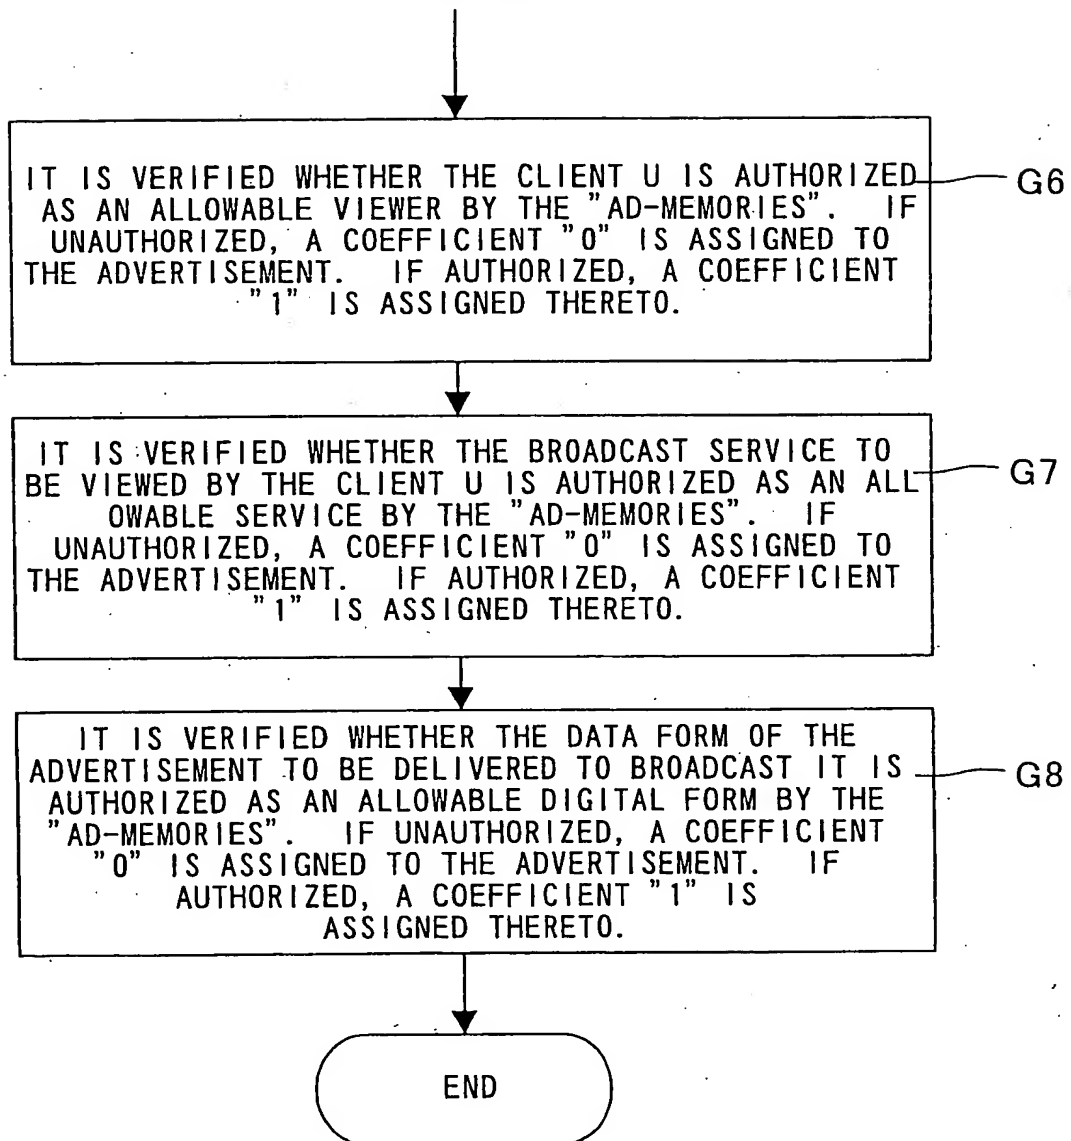 IT IS VERIFIED WHETHER THE CLIENT U IS AUTHORIZED
AS AN ALLOWABLE VIEWER BY THE "AD-MEMORIES". IF
UNAUTHORIZED, A COEFFICIENT "0" IS ASSIGNED TO
THE ADVERTISEMENT. IF AUTHORIZED, A COEFFICIENT
"1" IS ASSIGNED THERETO.
G6
IT IS VERIFIED WHETHER THE BROADCAST SERVICE TO
BE VIEWED BY THE CLIENT U IS AUTHORIZED AS AN ALL
OWABLE SERVICE BY THE "AD-MEMORIES". IF
UNAUTHORIZED, A COEFFICIENT "0" IS ASSIGNED TO
THE ADVERTISEMENT. IF AUTHORIZED, A COEFFICIENT
"1" IS ASSIGNED THERETO.
G7
IT IS VERIFIED WHETHER THE DATA FORM OF THE
ADVERTISEMENT TO BE DELIVERED TO BROADCAST IT IS
AUTHORIZED AS AN ALLOWABLE DIGITAL FORM BY THE
"AD-MEMORIES". IF UNAUTHORIZED, A COEFFICIENT
"0" IS ASSIGNED TO THE ADVERTISEMENT. IF
AUTHORIZED, A COEFFICIENT "1" IS
ASSIGNED THERETO.
G8
END